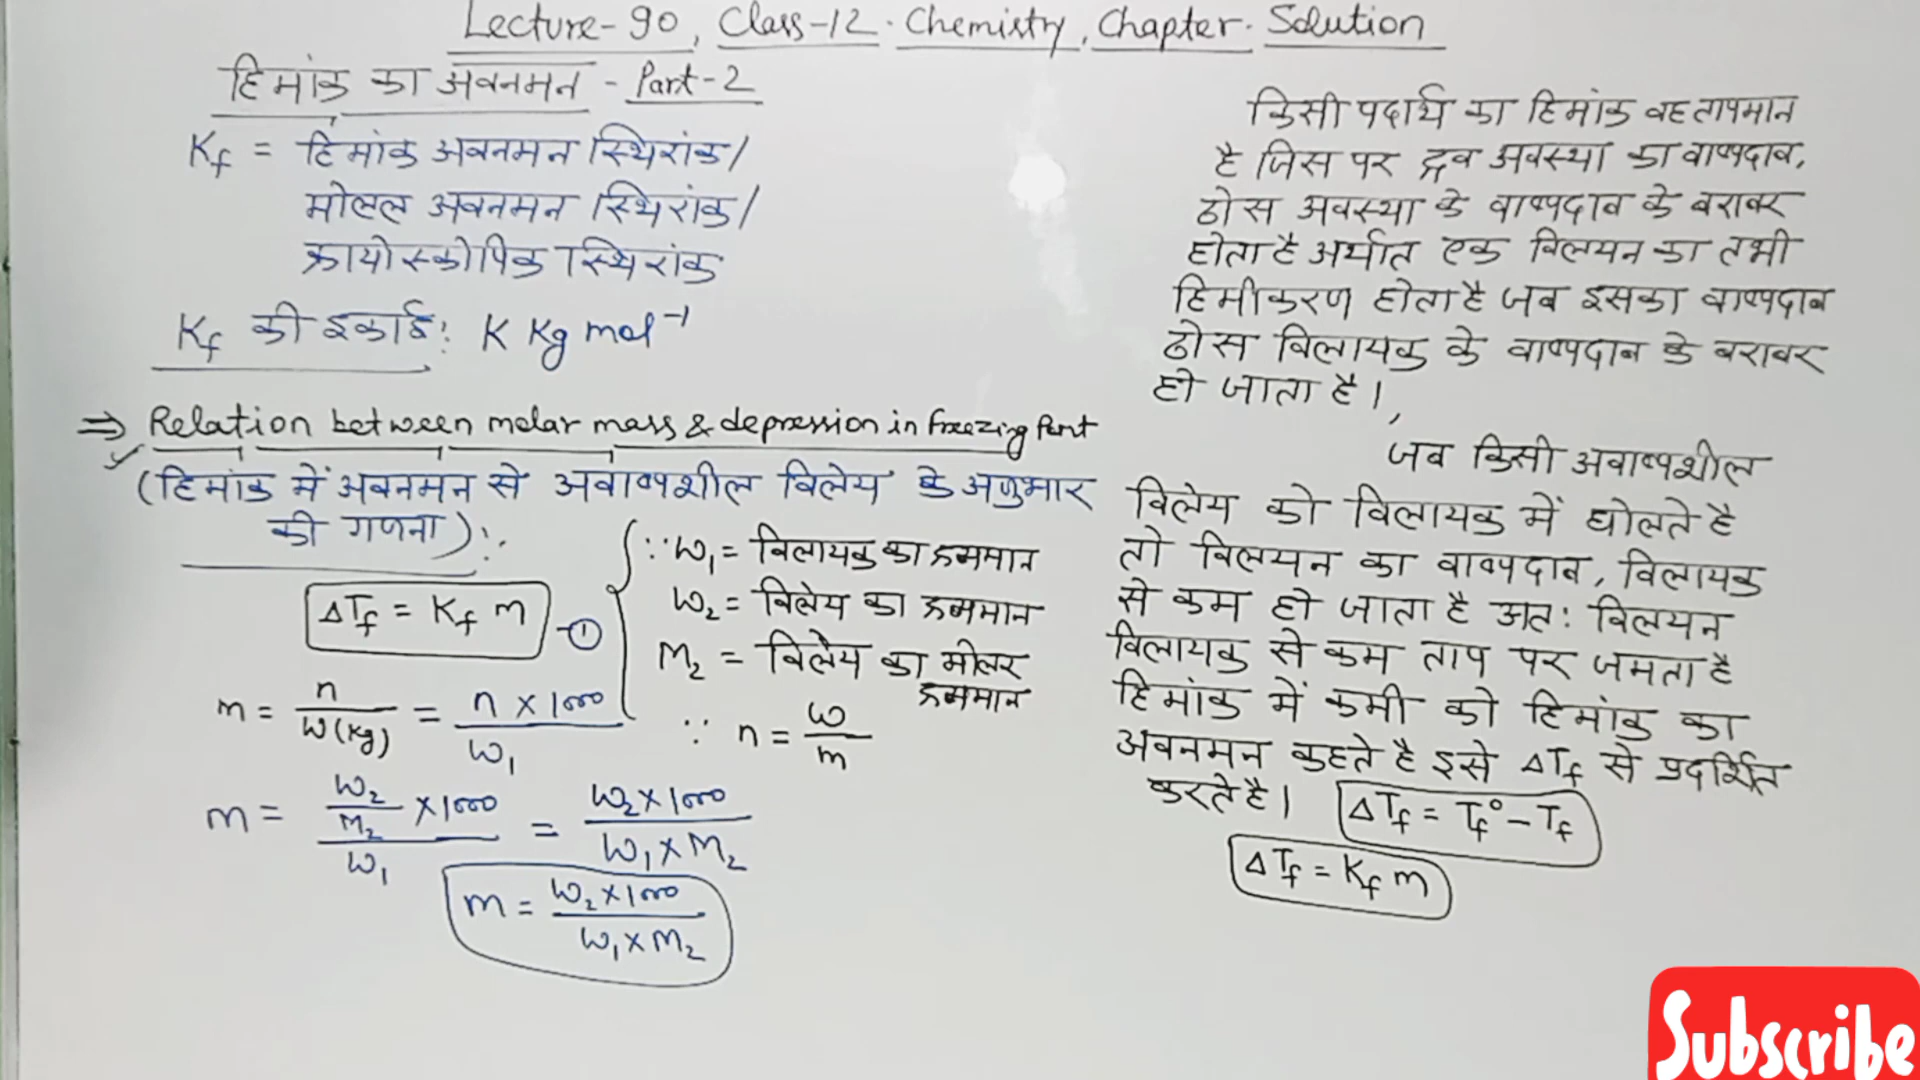 Lecture-90, Class-12. Chemistry, Chapter. Solution
हिमांक का अवनमन - Part-2
Kf = हिमांक अवनमन स्थिरांक/
मोलल अवनमन स्थिरांक/
क्रायोस्कोपिक स्थिरांक
Kf की इकाई: K Kg mol⁻¹
⇒ Relation between molar mass & depression in freezing Point
(हिमांक में अवनमन से अवाष्पशील विलेय के अणुभार
की गणना):
ΔTf = Kf m -①
m = n/W(Kg) = n×1000/W₁
m = (W₂/M₂ ×1000)/W₁ = W₂×1000/W₁×M₂
m = W₂×1000/W₁×M₂
∵ W₁ = विलायक का द्रव्यमान
W₂ = विलेय का द्रव्यमान
M₂ = विलेय का मोलर
द्रव्यमान
∵ n = W/m
किसी पदार्थ का हिमांक वह तापमान
है जिस पर द्रव अवस्था का वाष्पदाब,
ठोस अवस्था के वाष्पदाब के बराबर
होता है अर्थात एक विलयन का तभी
हिमीकरण होता है जब इसका वाष्पदाब
ठोस विलायक के वाष्पदाब के बराबर
हो जाता है।,
जब किसी अवाष्पशील
विलेय को विलायक में घोलते है
तो विलयन का वाष्पदाब, विलायक
से कम हो जाता है अत: विलयन
विलायक से कम ताप पर जमता है
हिमांक में कमी को हिमांक का
अवनमन कहते है इसे ΔTf से प्रदर्शित
करते है। ΔTf = Tf° - Tf
ΔTf = Kf m
Subscribe